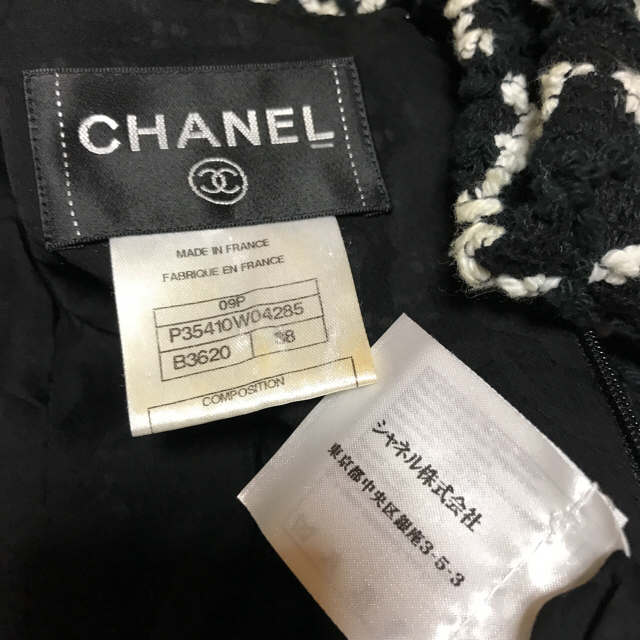 CHANEL
MADE IN FRANCE
FABRIQUE EN FRANCE
09P
P35410W04285
B3620 38
COMPOSITION
シャネル株式会社
東京都中央区銀座3-5-3